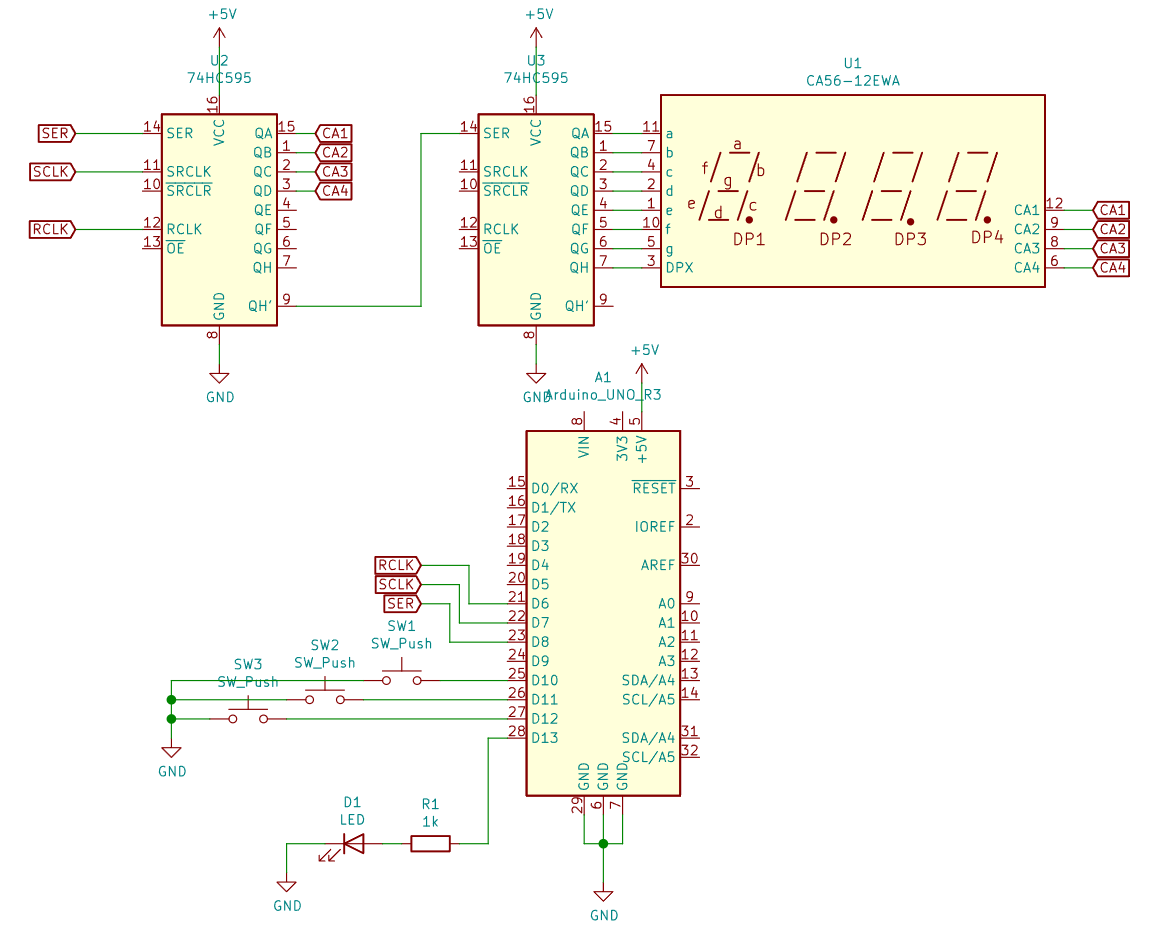 +5V
U2
74HC595
SER
SCLK
RCLK
14
11
10
12
13
16
VCC
SER
SRCLK
SRCLR
RCLK
OE
GND
8
QA
QB
QC
QD
QE
QF
QG
QH
QH'
15
1
2
3
4
5
6
7
9
CA1
CA2
CA3
CA4
GND
+5V
U3
74HC595
14
11
10
12
13
16
VCC
SER
SRCLK
SRCLR
RCLK
OE
GND
8
QA
QB
QC
QD
QE
QF
QG
QH
QH'
15
1
2
3
4
5
6
7
9
GND
U1
CA56-12EWA
11
7
4
2
1
10
5
3
a
b
c
d
e
f
g
DPX
a
f
b
g
e
c
d
DP1
DP2
DP3
DP4
CA1
CA2
CA3
CA4
12
9
8
6
CA1
CA2
CA3
CA4
+5V
A1
Arduino_UNO_R3
8
4
5
VIN
3V3
+5V
15
16
17
18
19
20
21
22
23
24
25
26
27
28
D0/RX
D1/TX
D2
D3
D4
D5
D6
D7
D8
D9
D10
D11
D12
D13
RESET
IOREF
AREF
A0
A1
A2
A3
SDA/A4
SCL/A5
SDA/A4
SCL/A5
3
2
30
9
10
11
12
13
14
31
32
GND
GND
GND
29
6
7
GND
RCLK
SCLK
SER
SW1
SW_Push
SW2
SW_Push
SW3
SW_Push
GND
D1
LED
R1
1k
GND